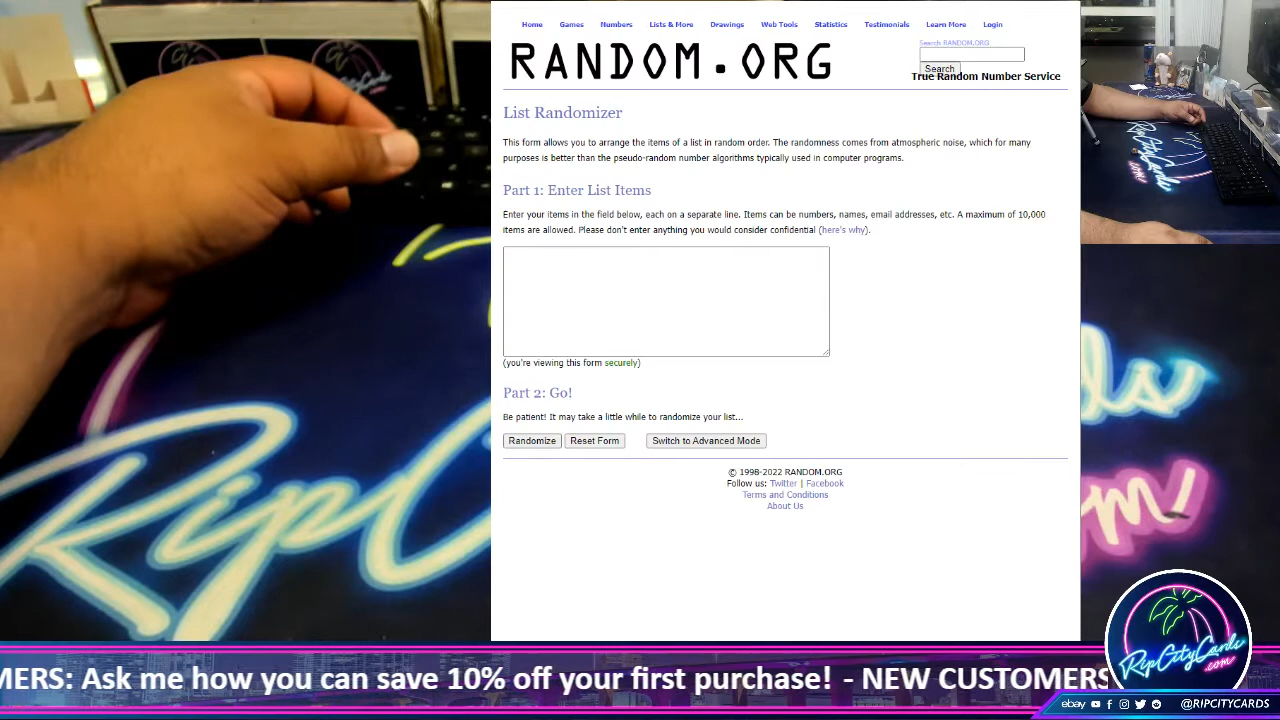 Home Games Numbers Lists & More Drawings Web Tools Statistics Testimonials Learn More Login
RANDOM.ORG
Search RANDOM.ORG
Search
True Random Number Service
List Randomizer
This form allows you to arrange the items of a list in random order. The randomness comes from atmospheric noise, which for many
purposes is better than the pseudo-random number algorithms typically used in computer programs.
Part 1: Enter List Items
Enter your items in the field below, each on a separate line. Items can be numbers, names, email addresses, etc. A maximum of 10,000
items are allowed. Please don't enter anything you would consider confidential (here's why).
(you're viewing this form securely)
Part 2: Go!
Be patient! It may take a little while to randomize your list...
Randomize Reset Form Switch to Advanced Mode
© 1998-2022 RANDOM.ORG
Follow us: Twitter | Facebook
Terms and Conditions
About Us
RipC
ds
m
RipCityCards
.com
MERS: Ask me how you can save 10% off your first purchase! - NEW CUSTOMERS
ebay @RIPCITYCARDS